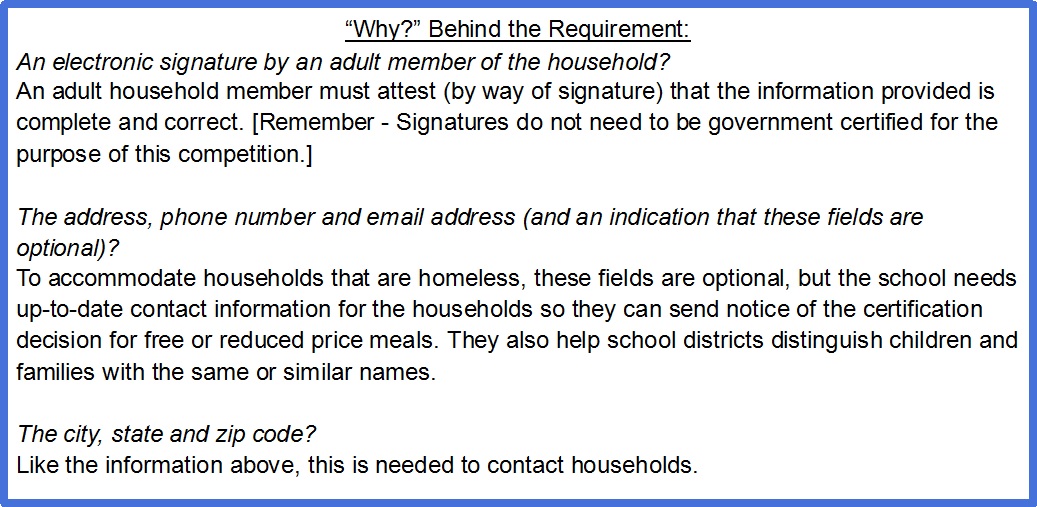 “Why?” Behind the Requirement:
An electronic signature by an adult member of the household?
An adult household member must attest (by way of signature) that the information provided is
complete and correct. [Remember - Signatures do not need to be government certified for the
purpose of this competition.]
The address, phone number and email address (and an indication that these fields are
optional)?
To accommodate households that are homeless, these fields are optional, but the school needs
up-to-date contact information for the households so they can send notice of the certification
decision for free or reduced price meals. They also help school districts distinguish children and
families with the same or similar names.
The city, state and zip code?
Like the information above, this is needed to contact households.